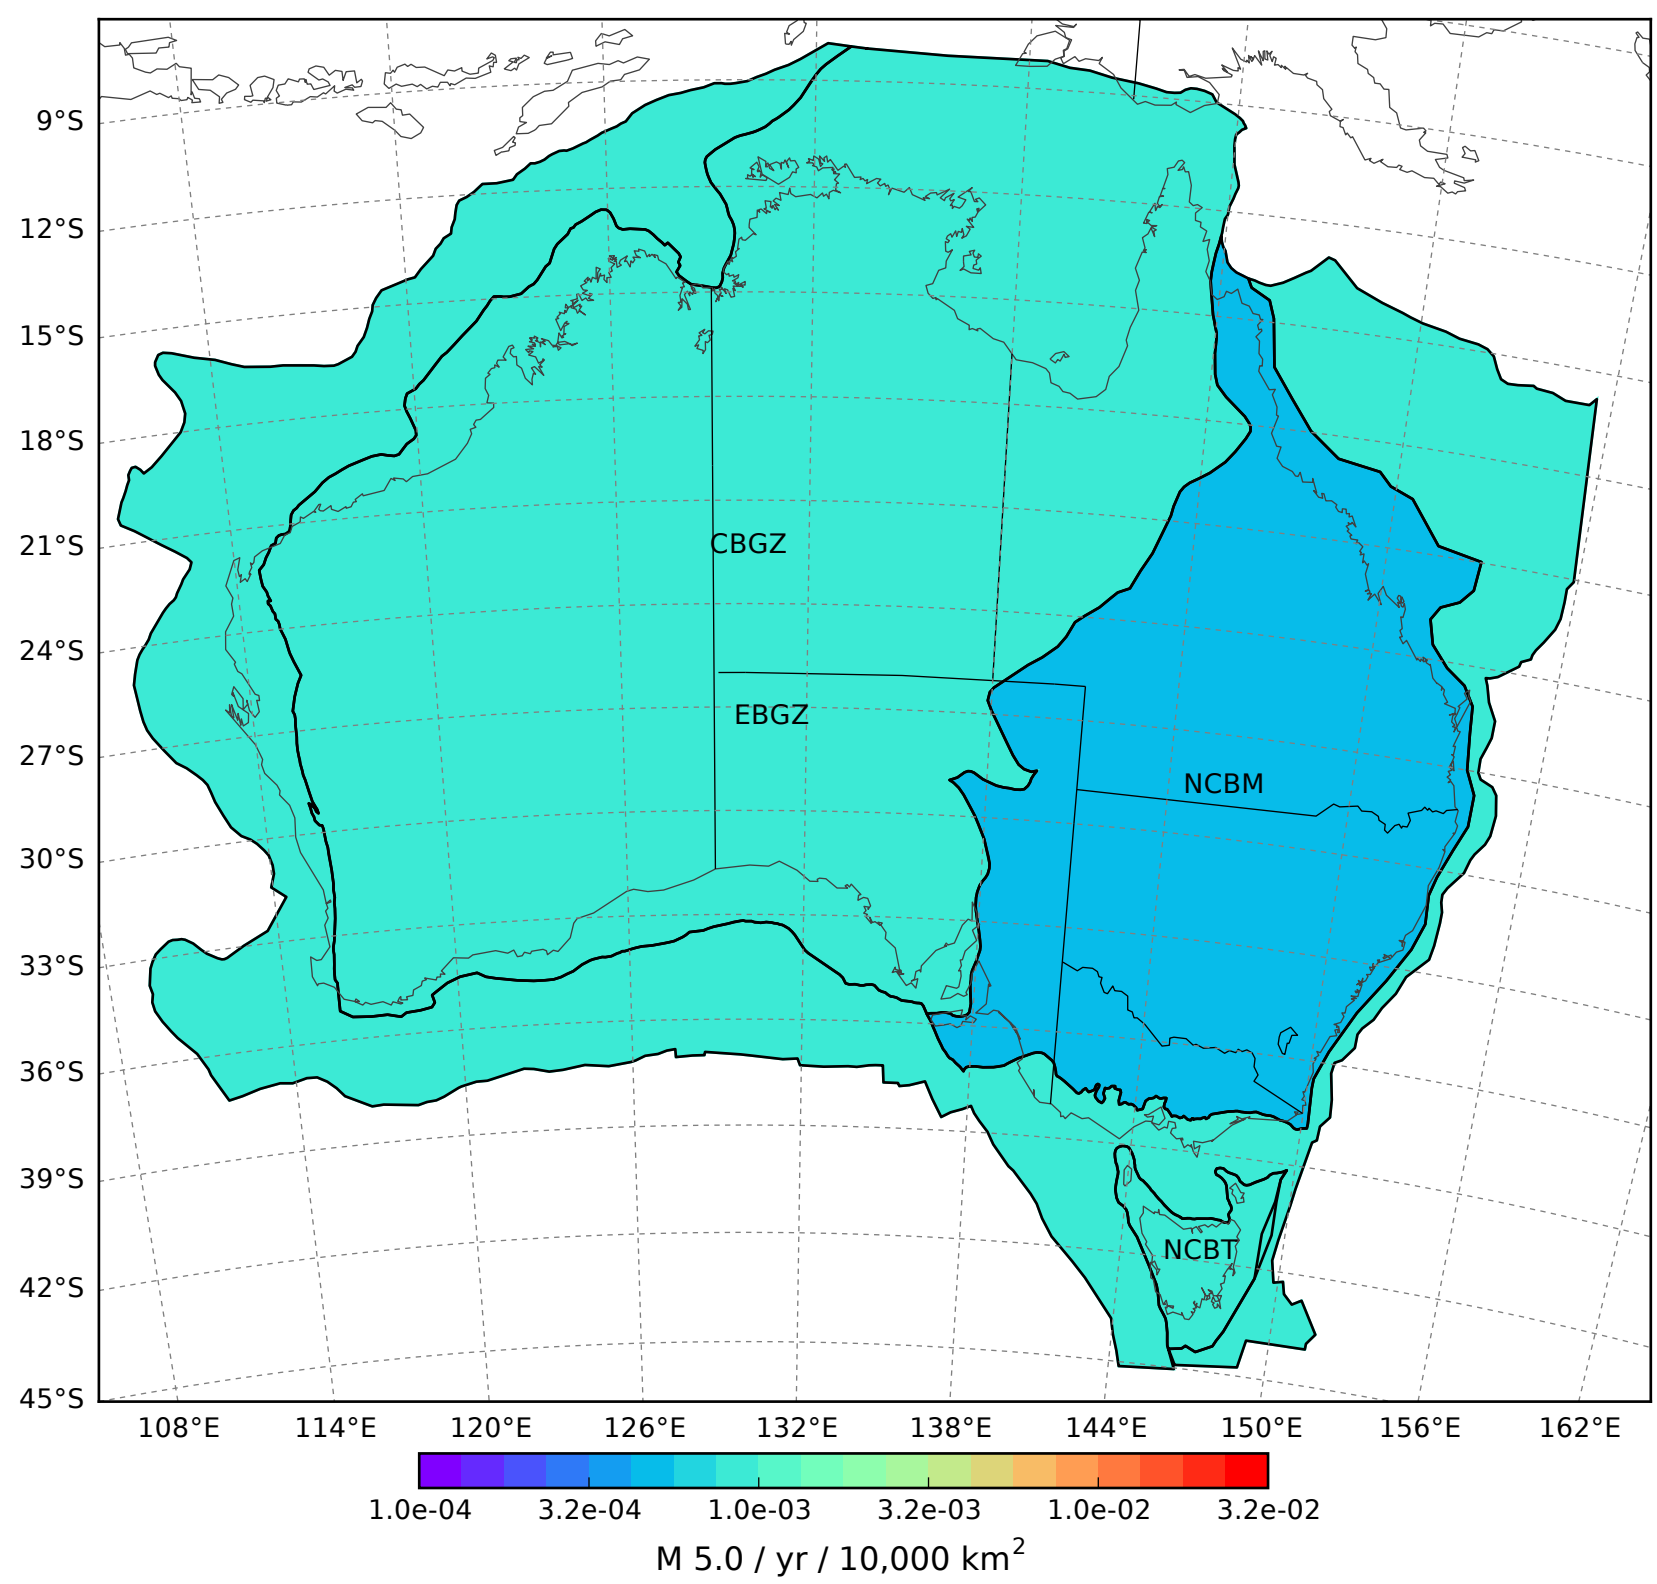 9°S
12°S
15°S
18°S
21°S
24°S
27°S
30°S
33°S
36°S
39°S
42°S
45°S
CBGZ
EBGZ
NCBM
NCBT
108°E 114°E 120°E 126°E 132°E 138°E 144°E 150°E 156°E 162°E
1.0e-04 3.2e-04 1.0e-03 3.2e-03 1.0e-02 3.2e-02
M 5.0 / yr / 10,000 km²